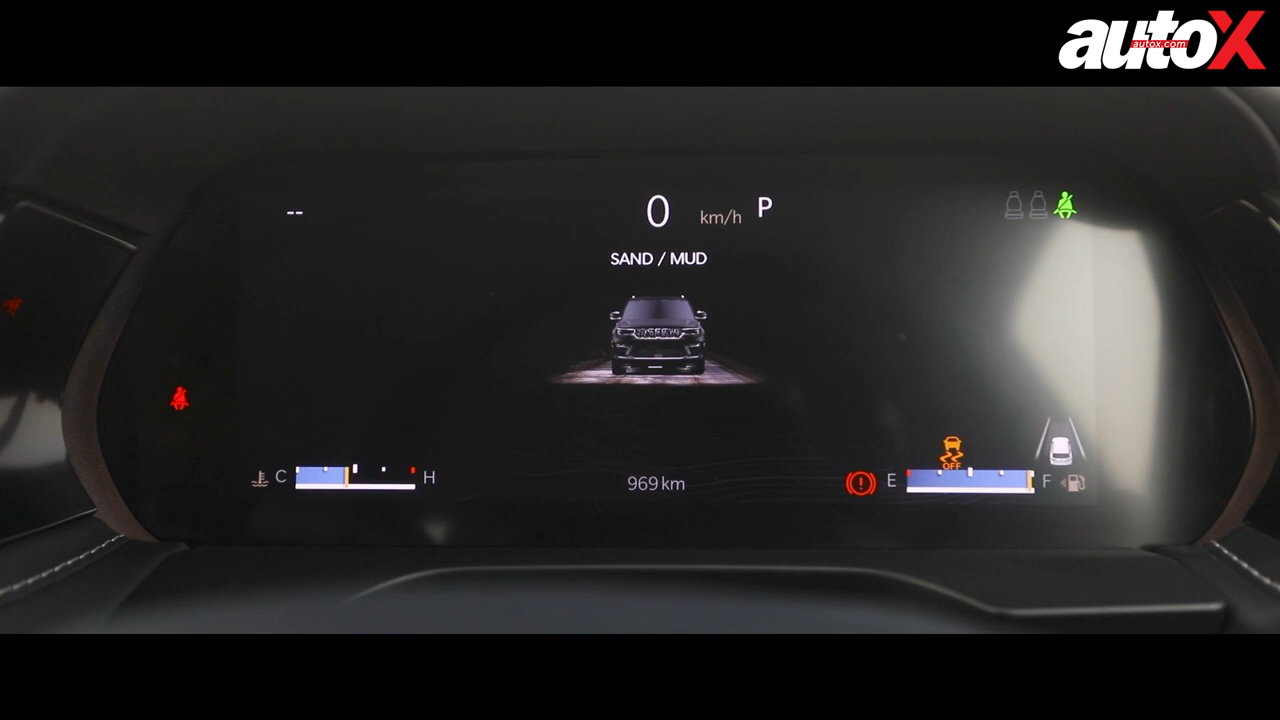 autoX
autox.com
--
0 km/h P
SAND / MUD
C H
969 km
OFF
E F